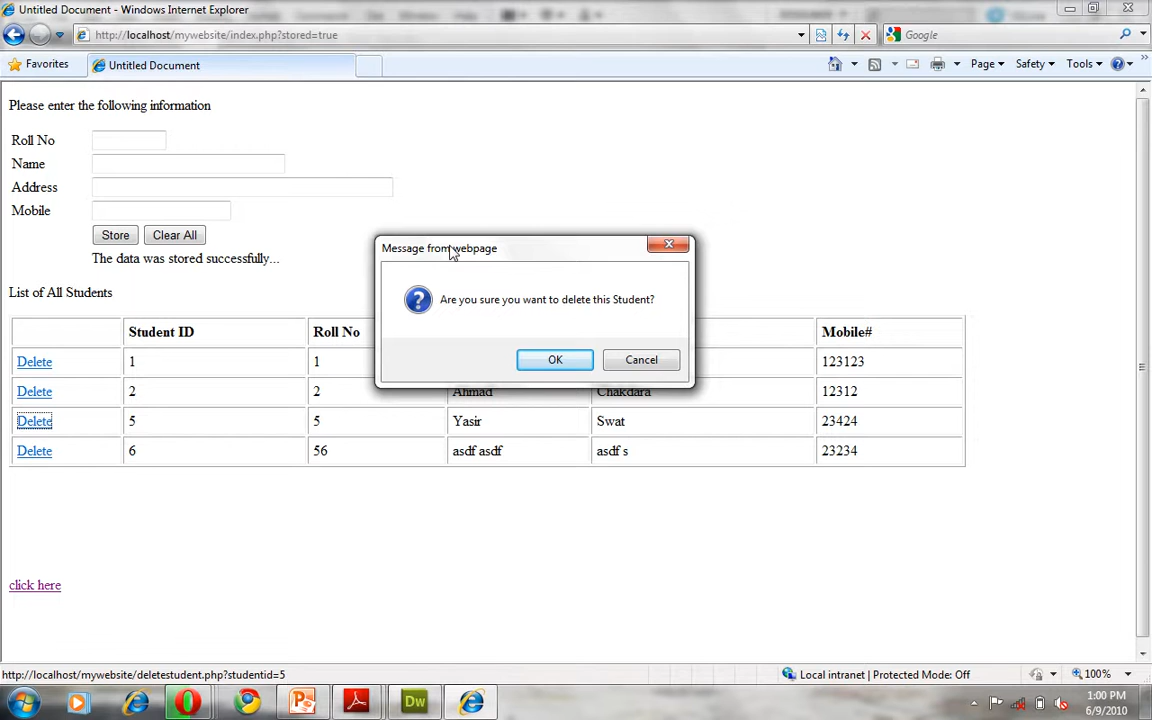 Untitled Document - Windows Internet Explorer
http://localhost/mywebsite/index.php?stored=true
Google
Favorites
Untitled Document
Page
Safety
Tools
Please enter the following information
Roll No
Name
Address
Mobile
Store Clear All
The data was stored successfully...
List of All Students
Message from webpage
Are you sure you want to delete this Student?
OK Cancel
Student ID Roll No Mobile#
Delete 1 1 123123
Delete 2 2 Ahmad Chakdara 12312
Delete 5 5 Yasir Swat 23424
Delete 6 56 asdf asdf asdf s 23234
click here
http://localhost/mywebsite/deletestudent.php?studentid=5
Local intranet | Protected Mode: Off
100%
Dw
1:00 PM
6/9/2010